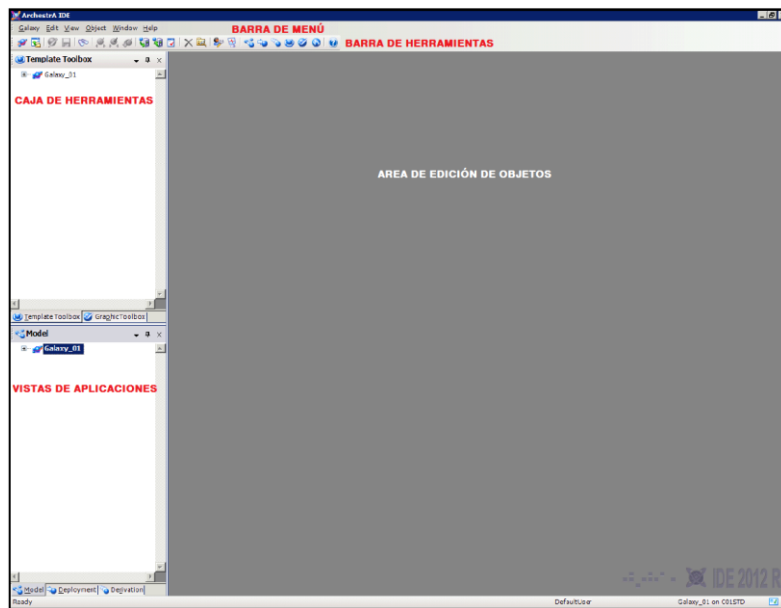 ArchestrA IDE
Galaxy Edit View Object Window Help
BARRA DE MENÚ
BARRA DE HERRAMIENTAS
Template Toolbox
Galaxy_01
CAJA DE HERRAMIENTAS
AREA DE EDICIÓN DE OBJETOS
Template Toolbox Graphic Toolbox
Model
Galaxy_01
VISTAS DE APLICACIONES
IDE 2012 R
Model Deployment Derivation
Ready DefaultUser Galaxy_01 on C01STD